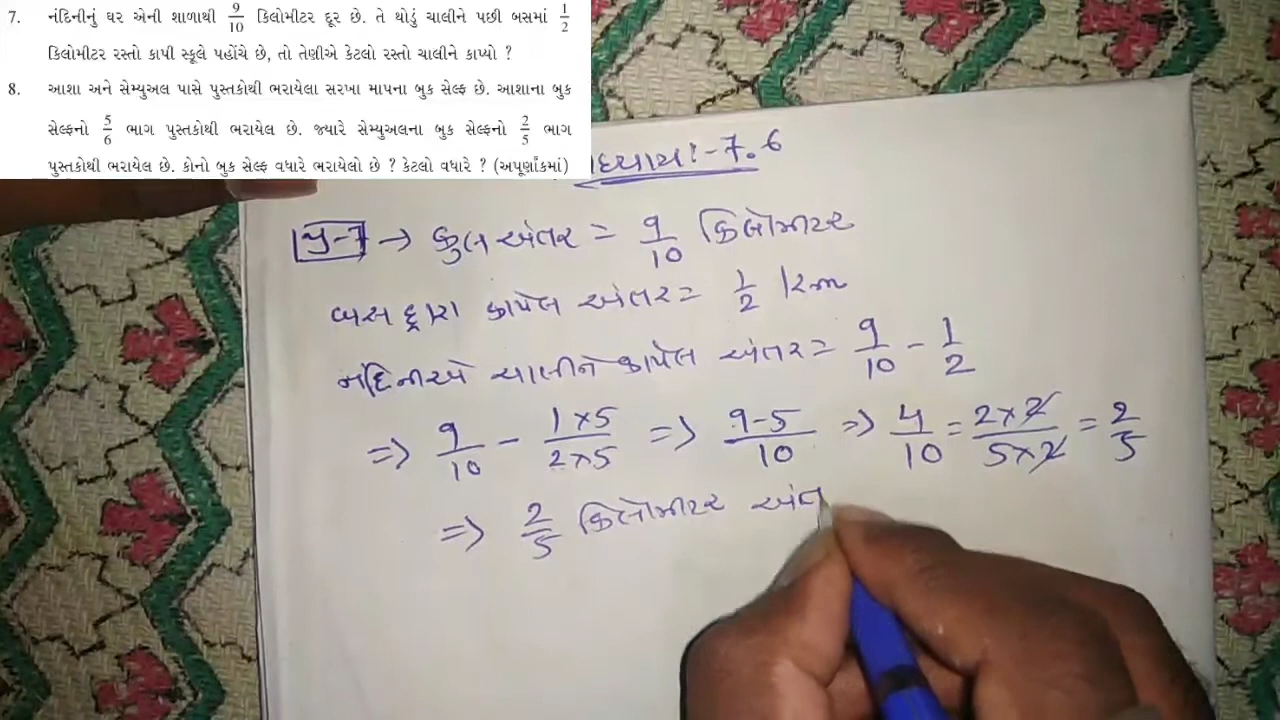 7. નંદિનીનું ઘર એની શાળાથી 9/10 કિલોમીટર દૂર છે. તે થોડું ચાલીને પછી બસમાં 1/2
કિલોમીટર રસ્તો કાપી સ્કૂલે પહોંચે છે, તો તેણીએ કેટલો રસ્તો ચાલીને કાપ્યો ?
8. આશા અને સેમ્યુઅલ પાસે પુસ્તકોથી ભરાયેલા સરખા માપના બુક સેલ્ફ છે. આશાના બુક
સેલ્ફનો 5/6 ભાગ પુસ્તકોથી ભરાયેલ છે. જ્યારે સેમ્યુઅલના બુક સેલ્ફનો 2/5 ભાગ
પુસ્તકોથી ભરાયેલ છે. કોનો બુક સેલ્ફ વધારે ભરાયેલો છે ? કેટલો વધારે ? (અપૂર્ણાંકમાં)
7.6
પ્ર-7 → કુલ અંતર = 9/10 કિલોમીટર
બસ દ્વારા કાપેલ અંતર = 1/2 km
નંદિનીએ ચાલીને કાપેલ અંતર = 9/10 - 1/2
=> 9/10 - 1×5/2×5 => 9-5/10 => 4/10 = 2×2/5×2 = 2/5
=> 2/5 કિલોમીટર